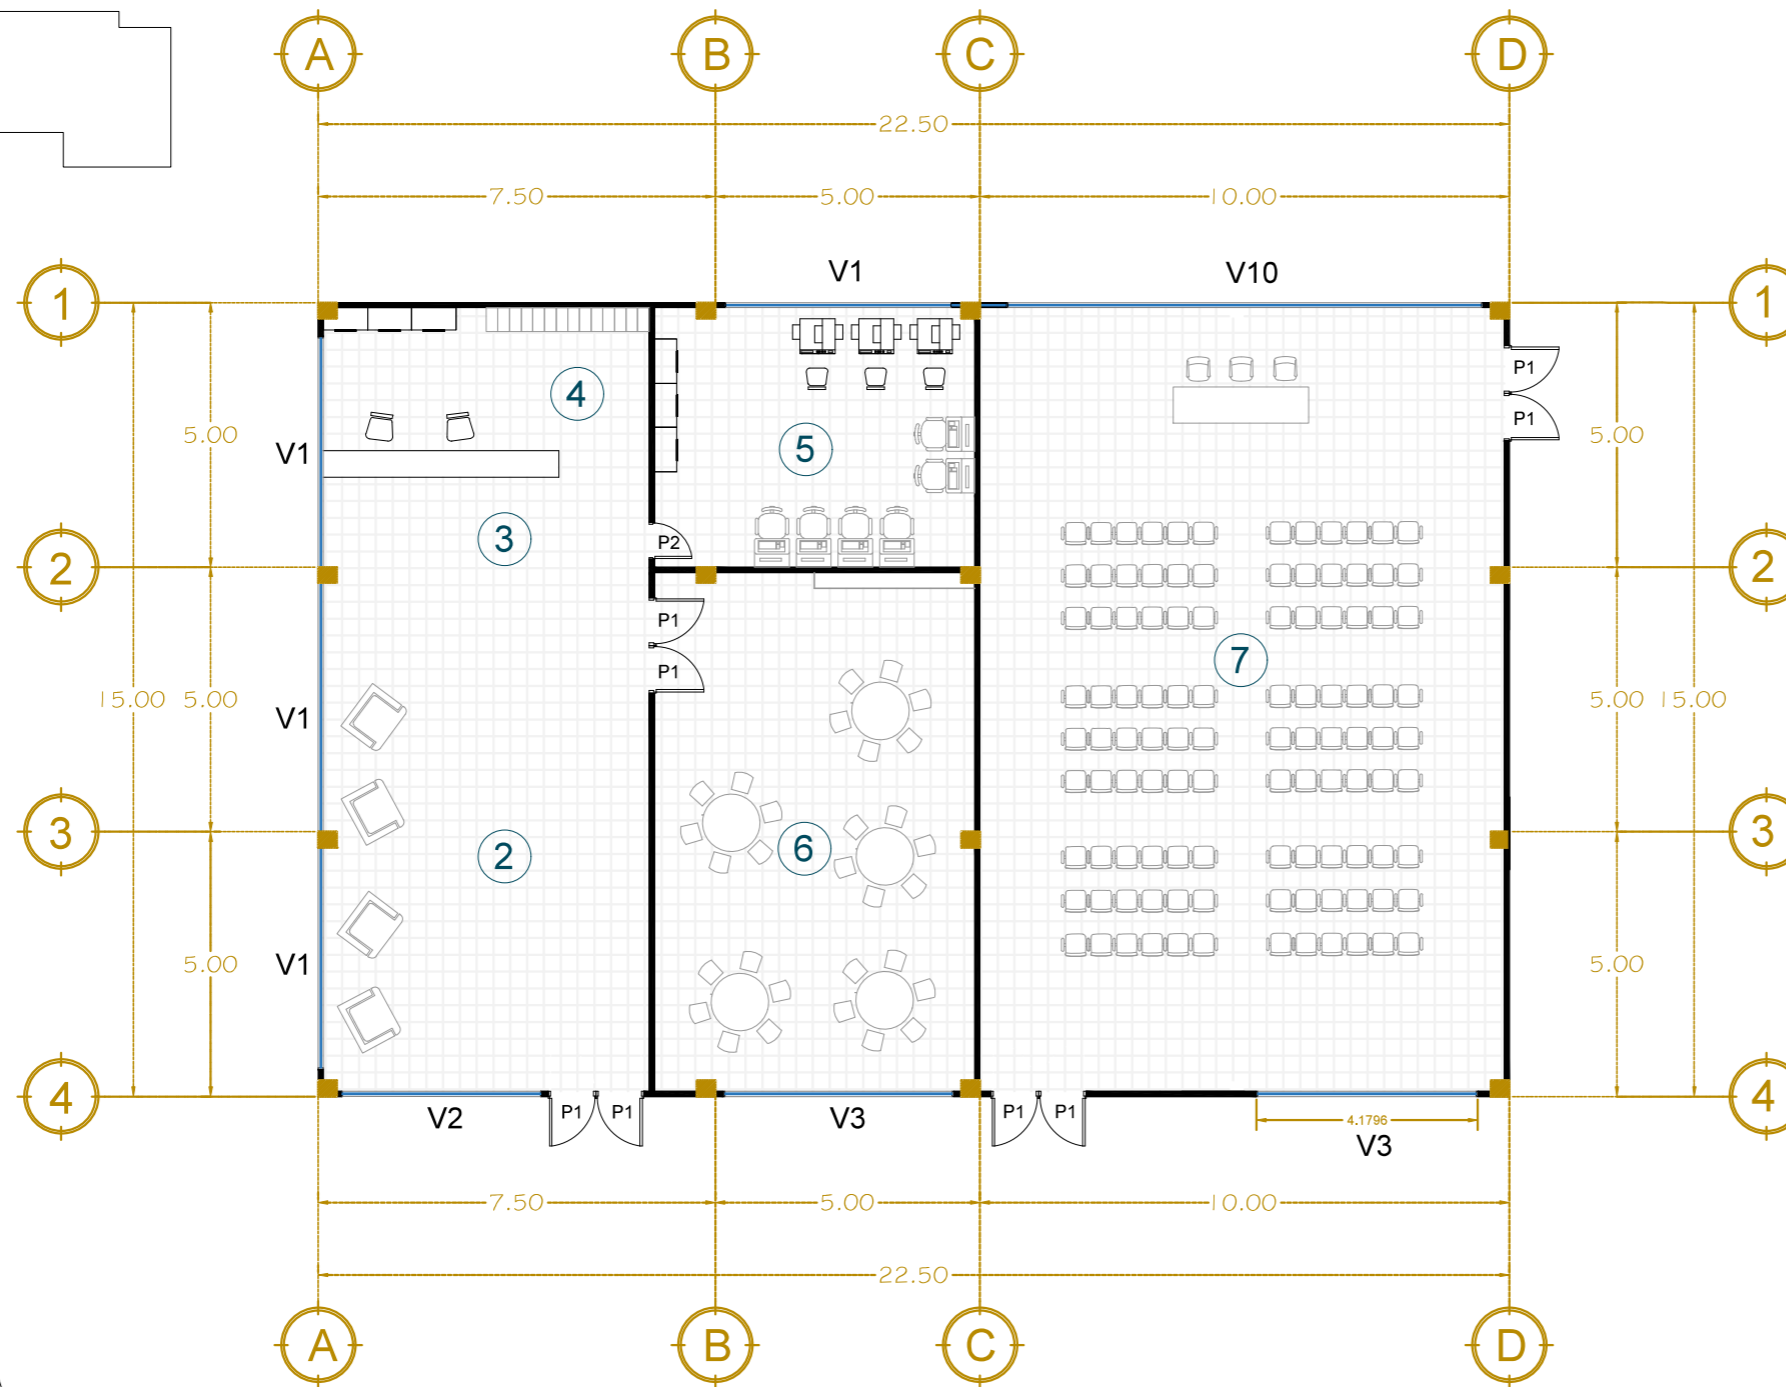 A B C D
22.50
7.50 5.00 10.00
V1 V10
1 1
P1
4
P1
5.00 V1 5 5.00
3 P2
2 2
P1
7
P1
15.00 5.00 V1 5.00 15.00
3 2 6 3
5.00 V1 5.00
4 V2 P1 P1 V3 P1 P1 4.1796 4
V3
7.50 5.00 10.00
22.50
A B C D